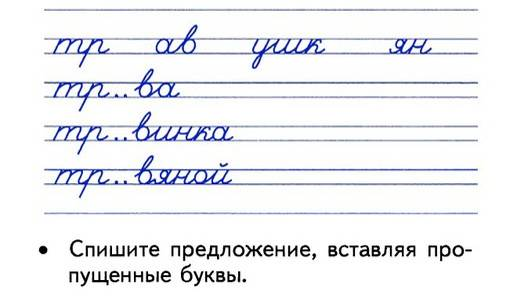 тр ав ушк ян
тр..ва
тр..винка
тр..вяной
• Спишите предложение, вставляя про-
пущенные буквы.